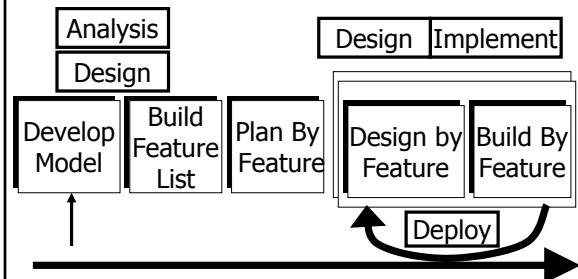 Analysis
Design
Design Implement
Develop
Model
Build
Feature
List
Plan By
Feature
Design by
Feature
Build By
Feature
Deploy